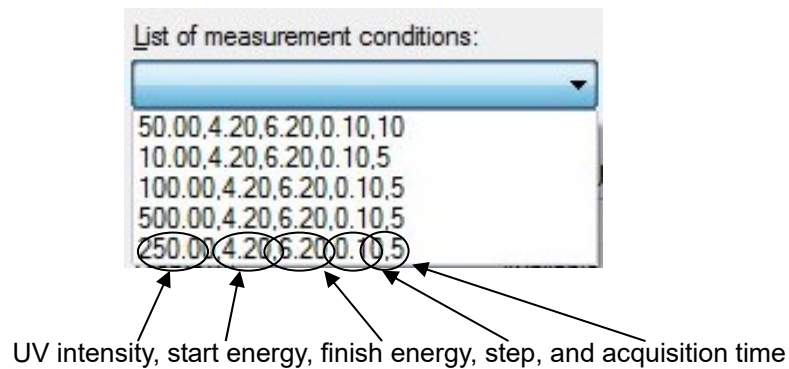 List of measurement conditions:
50.00,4.20,6.20,0.10,10
10.00,4.20,6.20,0.10,5
100.00,4.20,6.20,0.10,5
500.00,4.20,6.20,0.10,5
250.00,4.20,6.20,0.10,5
UV intensity, start energy, finish energy, step, and acquisition time